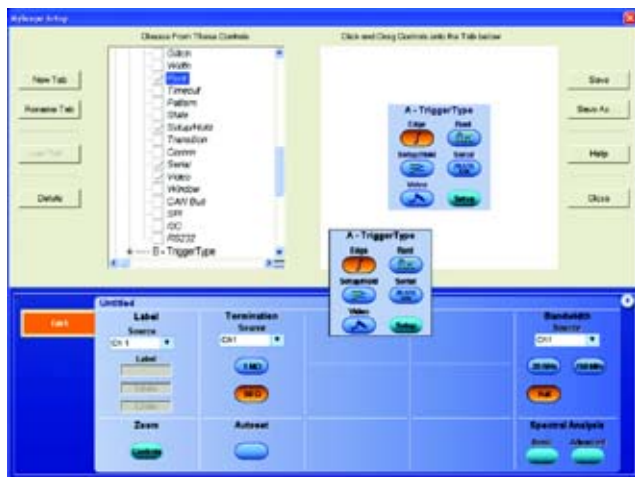 MyScope Setup
Choose From These Controls
Click and Drag Controls onto the Tab below
New Tab
Rename Tab
Delete
Glitch
Width
Runt
Timeout
Pattern
State
Setup/Hold
Transition
Comm
Serial
Video
Window
CAN Bus
SPI
I2C
RS232
B - TriggerType
A - TriggerType
Edge
Runt
Setup/Hold
Serial
Video
Setup
Save
Save As
Help
Close
A - TriggerType
Edge
Runt
Setup/Hold
Serial
Video
Setup
Untitled
Label
Source
Ch 1
Label
Termination
Source
Ch1
1 MΩ
50 Ω
Bandwidth
Source
Ch1
20 MHz
Full
Zoom
Controls
Autoset
Spectral Analysis
Basic
Advanced